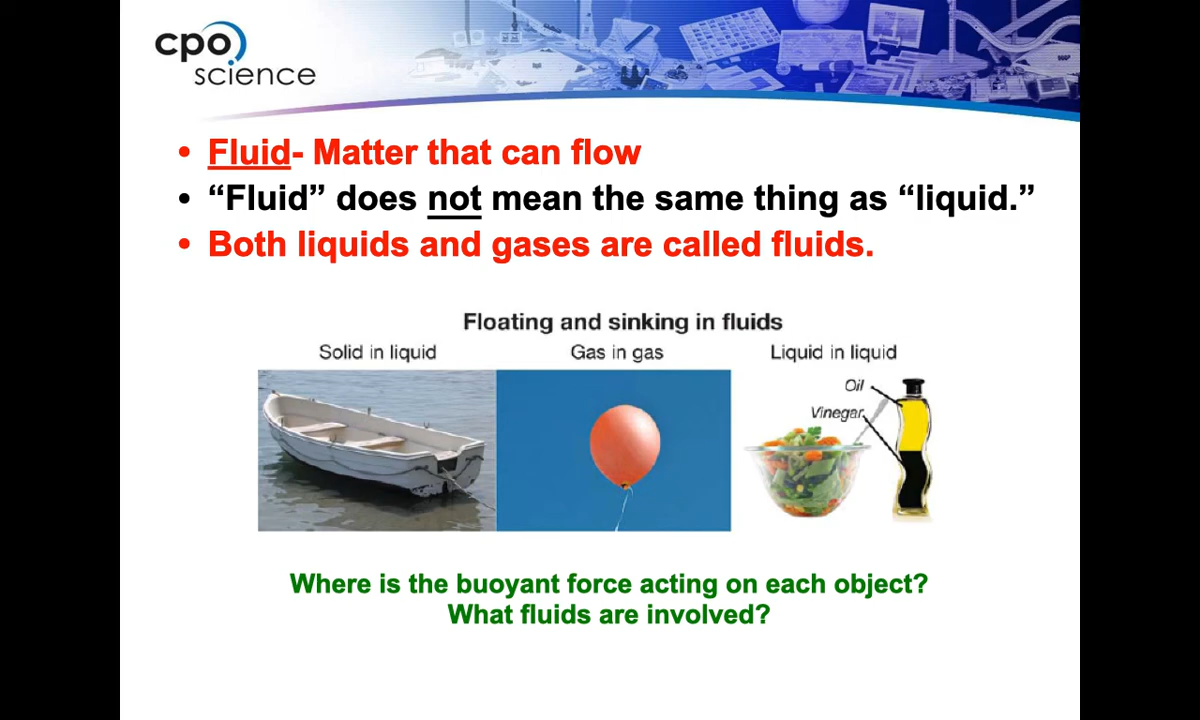 cpo
science
• Fluid- Matter that can flow
• “Fluid” does not mean the same thing as “liquid.”
• Both liquids and gases are called fluids.
Floating and sinking in fluids
Solid in liquid
Gas in gas
Liquid in liquid
Oil
Vinegar
Where is the buoyant force acting on each object?
What fluids are involved?